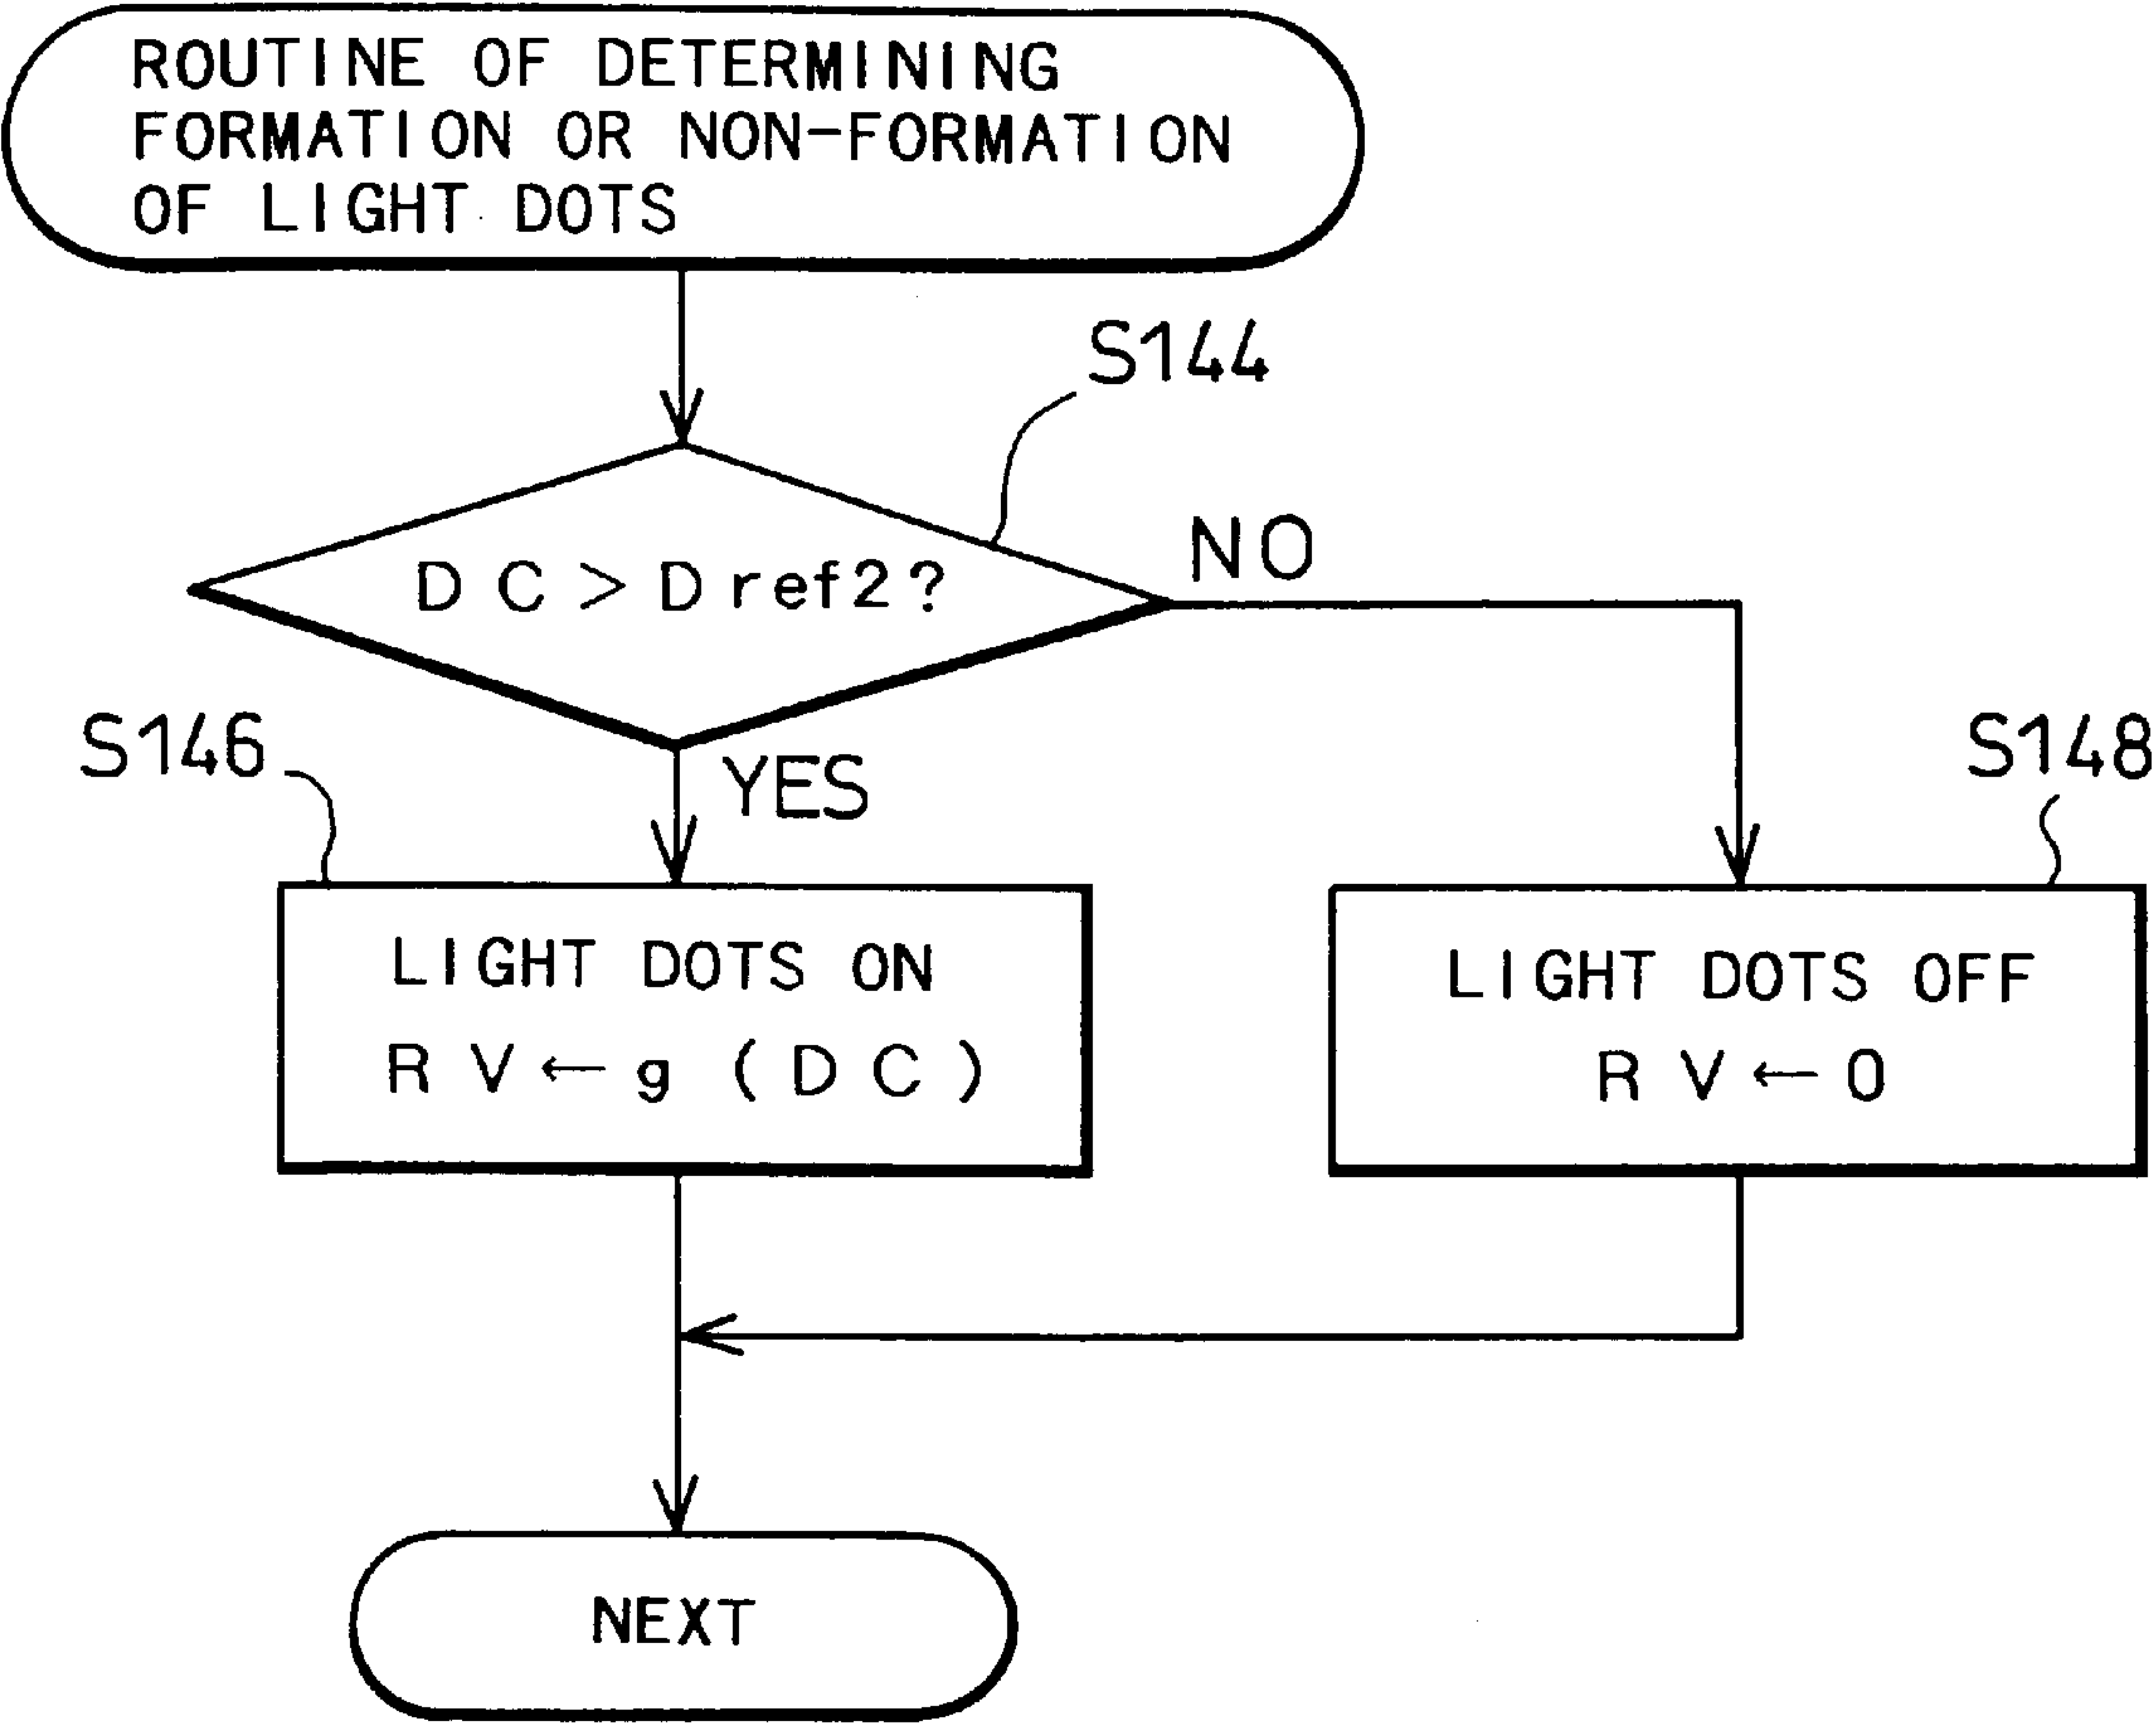 ROUTINE OF DETERMINING
FORMATION OR NON-FORMATION
OF LIGHT DOTS
S144
DC>Dref2?
NO
S146
YES
S148
LIGHT DOTS ON
RV←g(DC)
LIGHT DOTS OFF
RV←0
NEXT